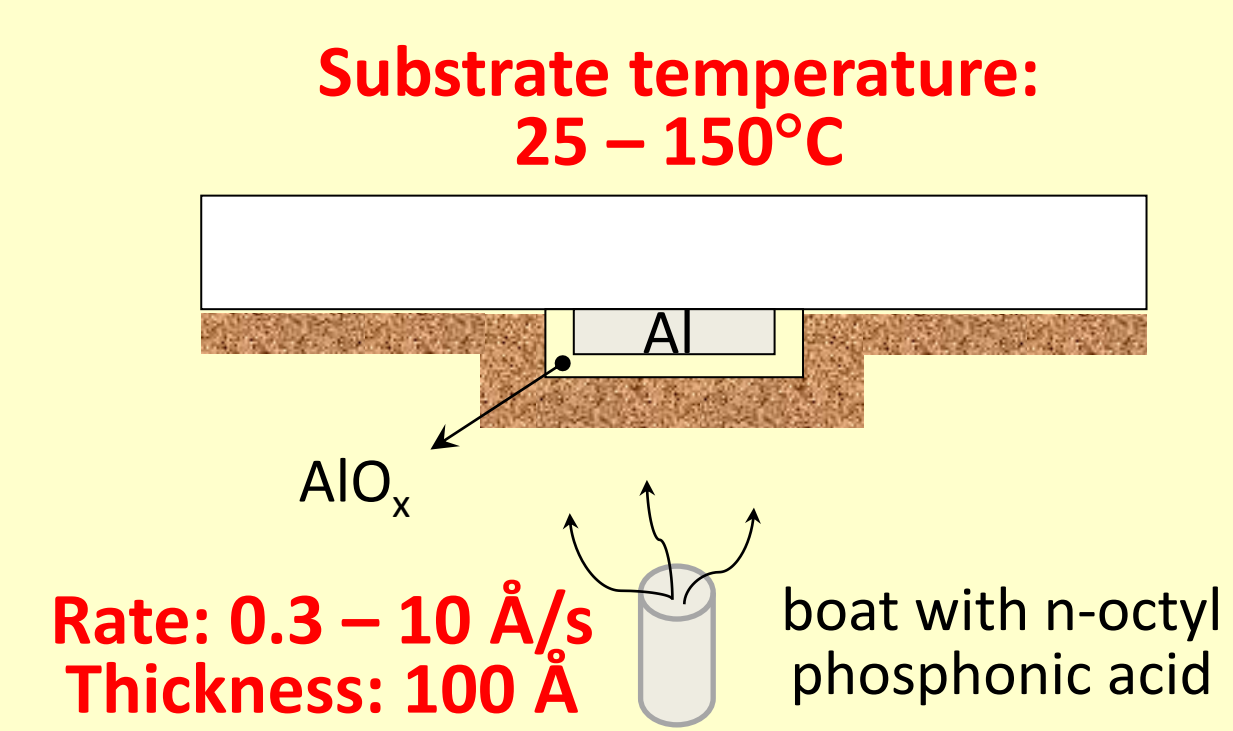 Substrate temperature:
25 – 150°C
Al
AlOx
Rate: 0.3 – 10 Å/s
Thickness: 100 Å
boat with n-octyl
phosphonic acid